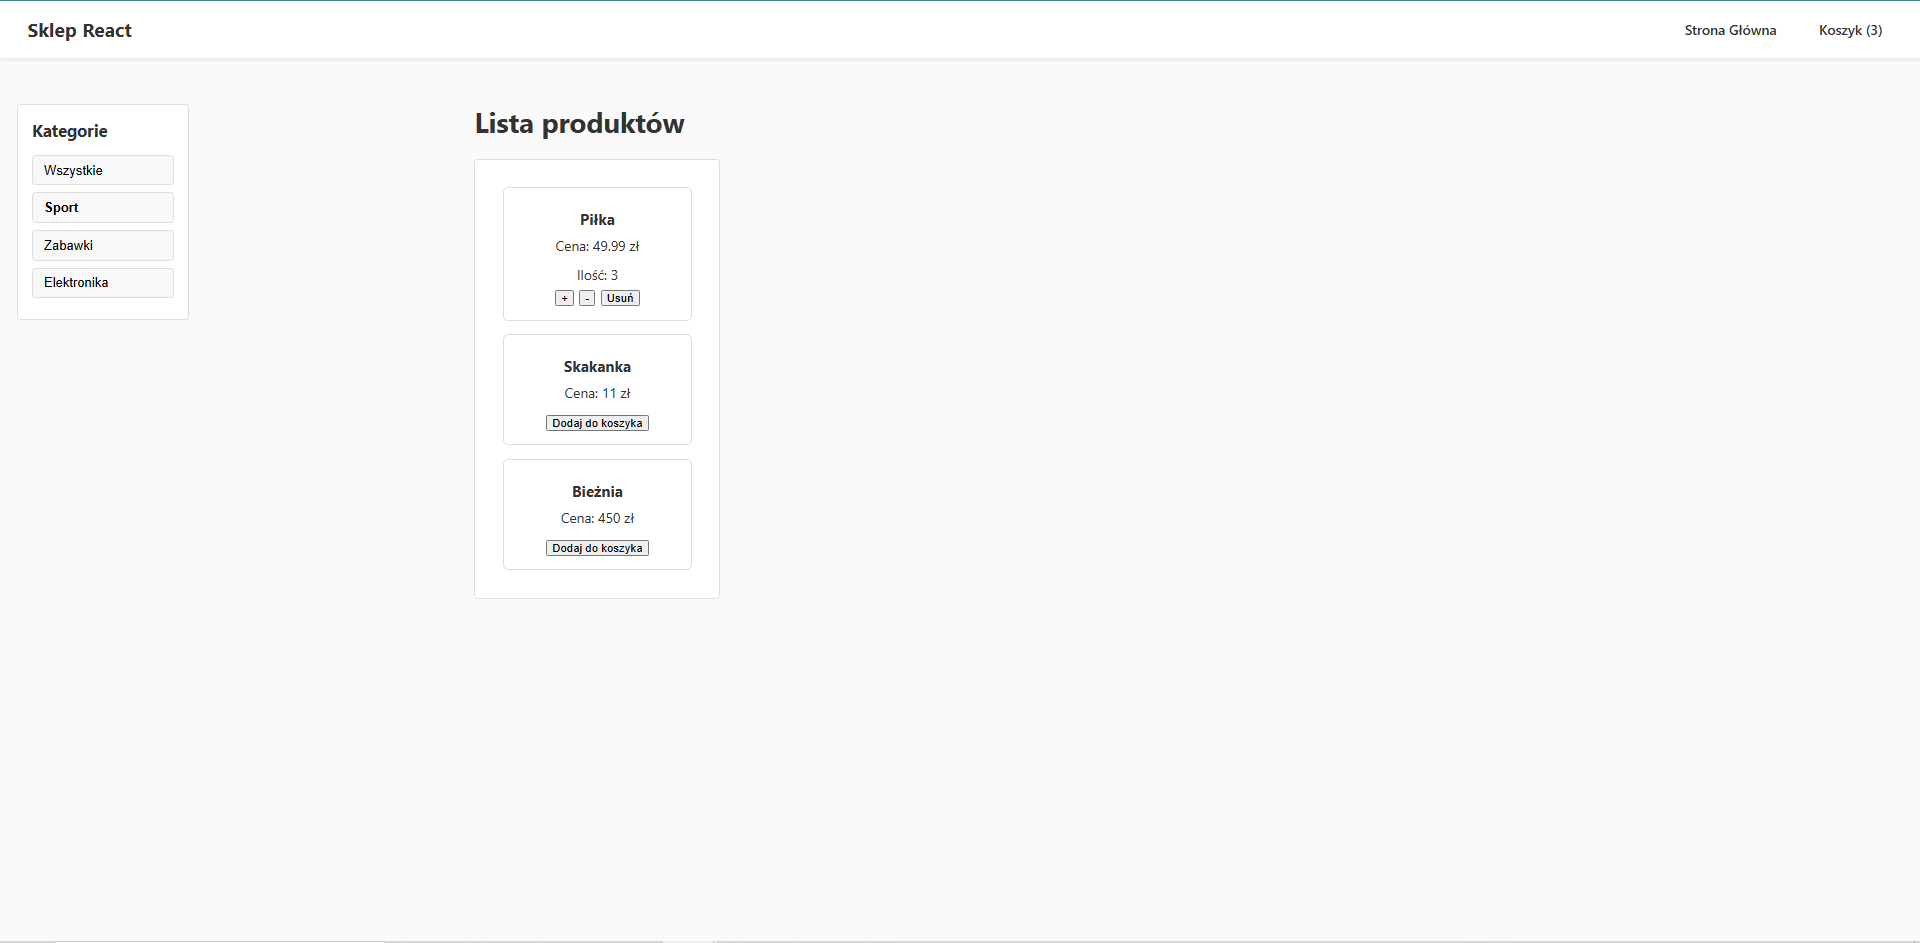 Sklep React
Strona Główna
Koszyk (3)
Kategorie
Wszystkie
Sport
Zabawki
Elektronika
Lista produktów
Piłka
Cena: 49.99 zł
Ilość: 3
+ - Usuń
Skakanka
Cena: 11 zł
Dodaj do koszyka
Bieżnia
Cena: 450 zł
Dodaj do koszyka